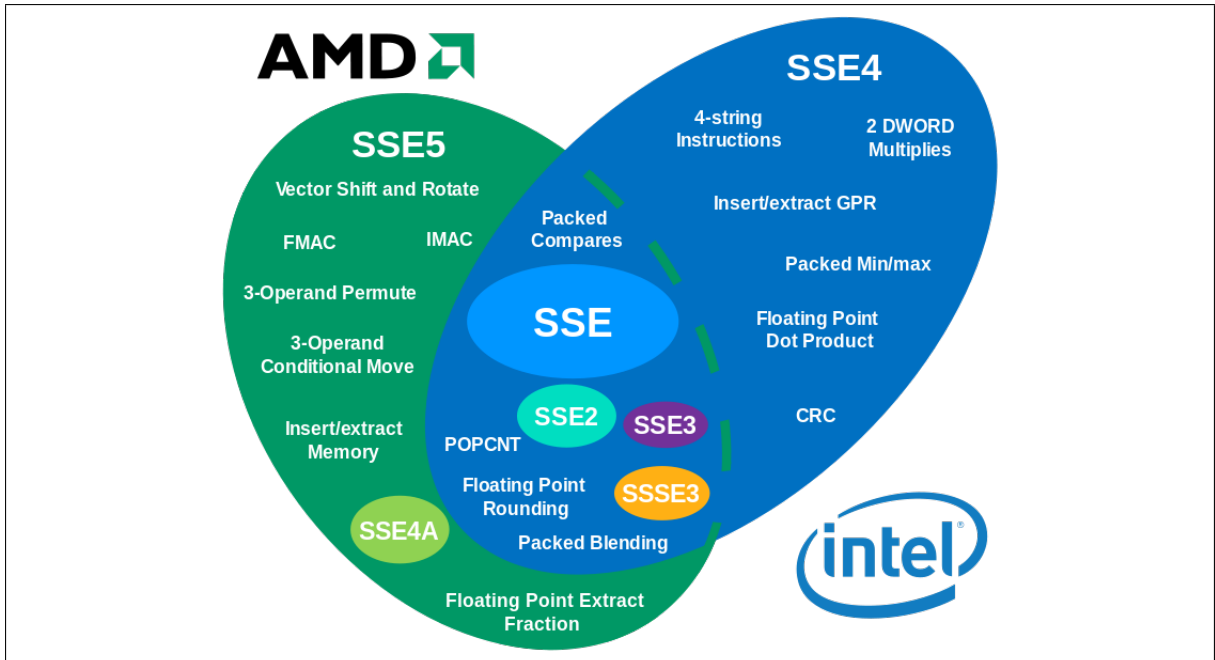 AMD
SSE4
4-string
Instructions
2 DWORD
Multiplies
SSE5
Vector Shift and Rotate
Insert/extract GPR
Packed
Compares
FMAC
IMAC
Packed Min/max
3-Operand Permute
SSE
Floating Point
Dot Product
3-Operand
Conditional Move
SSE2
SSE3
CRC
Insert/extract
Memory
POPCNT
Floating Point
Rounding
SSSE3
SSE4A
Packed Blending
intel®
Floating Point Extract
Fraction